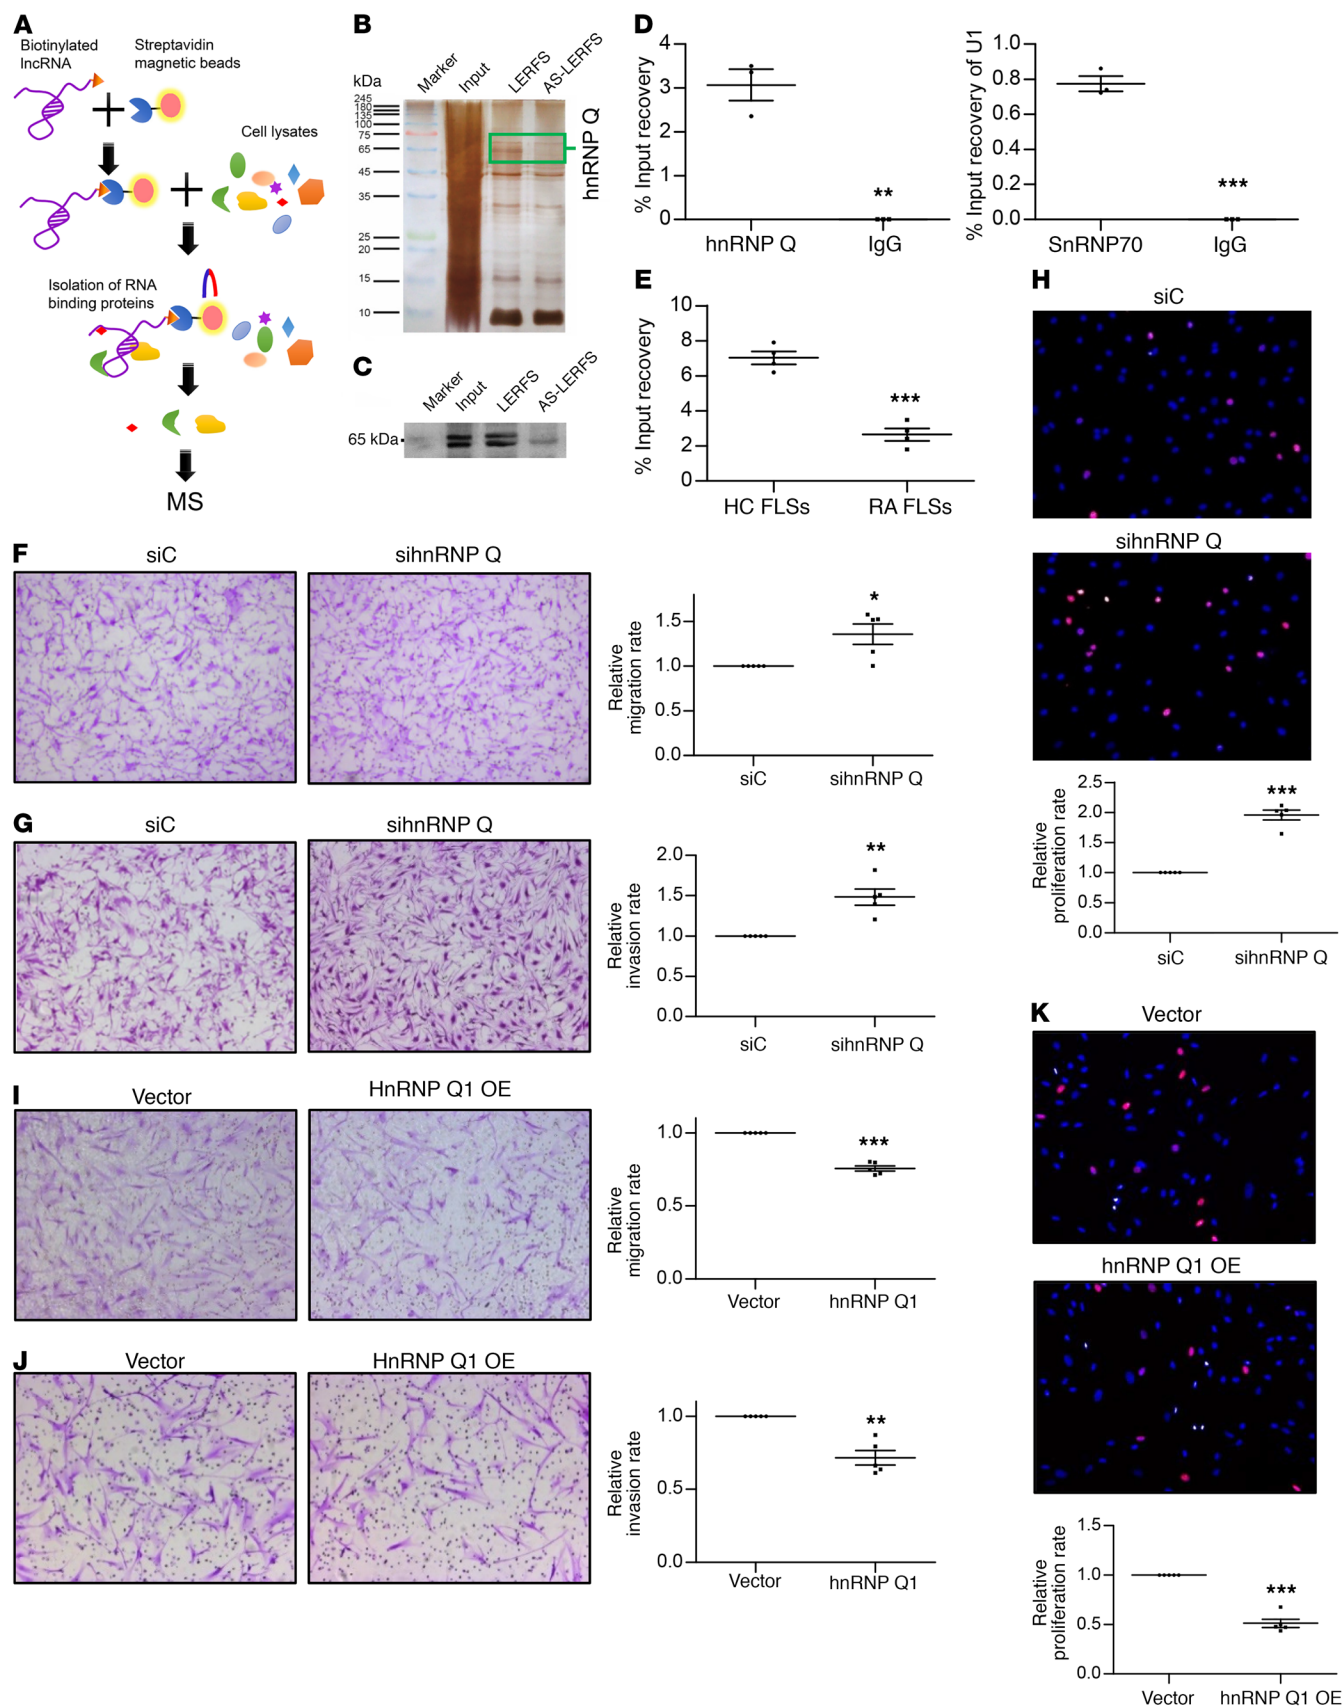 A
Biotinylated
lncRNA
Streptavidin
magnetic beads
Cell lysates
Isolation of RNA
binding proteins
MS
B
kDa
Marker
Input
LERFS
AS-LERFS
245
180
135
100
75
65
45
35
25
20
15
10
hnRNP Q
C
Marker
Input
LERFS
AS-LERFS
65 kDa
D
% Input recovery
4
3
2
1
0
**
hnRNP Q
IgG
% Input recovery of U1
1.0
0.8
0.6
0.4
0.2
0.0
***
SnRNP70
IgG
E
% Input recovery
10
8
6
4
2
0
***
HC FLSs
RA FLSs
F
siC
sihnRNP Q
Relative
migration rate
1.5
1.0
0.5
0.0
*
siC
sihnRNP Q
G
siC
sihnRNP Q
Relative
invasion rate
2.0
1.5
1.0
0.5
0.0
**
siC
sihnRNP Q
H
siC
sihnRNP Q
Relative
proliferation rate
2.5
2.0
1.5
1.0
0.5
0.0
***
siC
sihnRNP Q
I
Vector
HnRNP Q1 OE
Relative
migration rate
1.0
0.5
0.0
***
Vector
hnRNP Q1
J
Vector
HnRNP Q1 OE
Relative
invasion rate
1.0
0.5
0.0
**
Vector
hnRNP Q1
K
Vector
hnRNP Q1 OE
Relative
proliferation rate
1.5
1.0
0.5
0.0
***
Vector
hnRNP Q1 OE